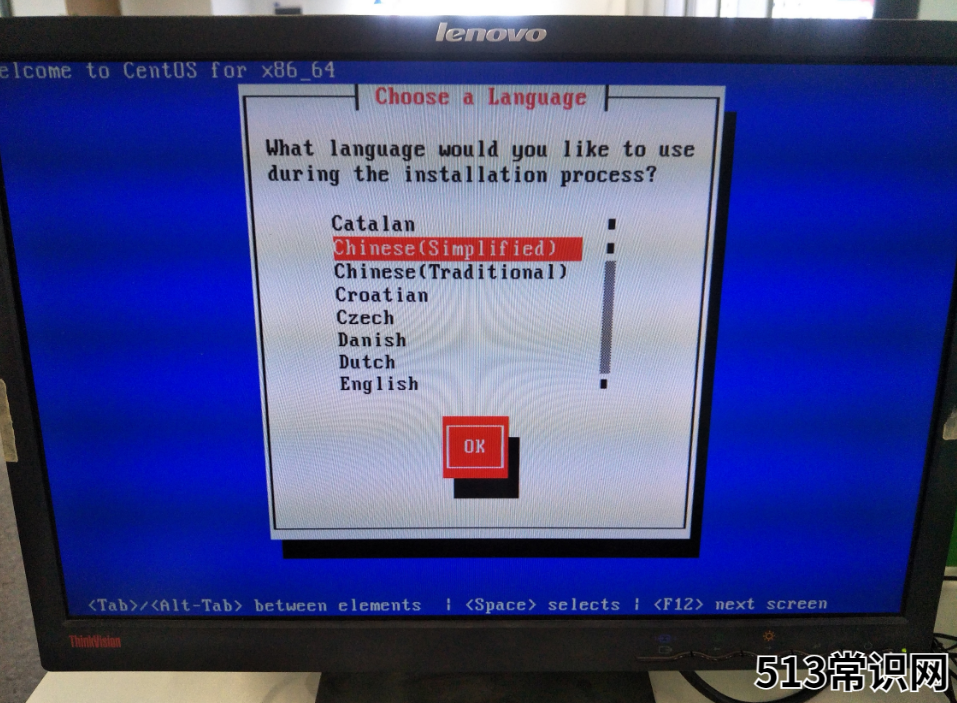 lenovo
elcome to CentOS for x86_64
Choose a Language
What language would you like to use
during the installation process?
Catalan
Chinese(Simplified)
Chinese(Traditional)
Croatian
Czech
Danish
Dutch
English
OK
<Tab>/<Alt-Tab> between elements | <Space> selects | <F12> next screen
ThinkVision
513常识网